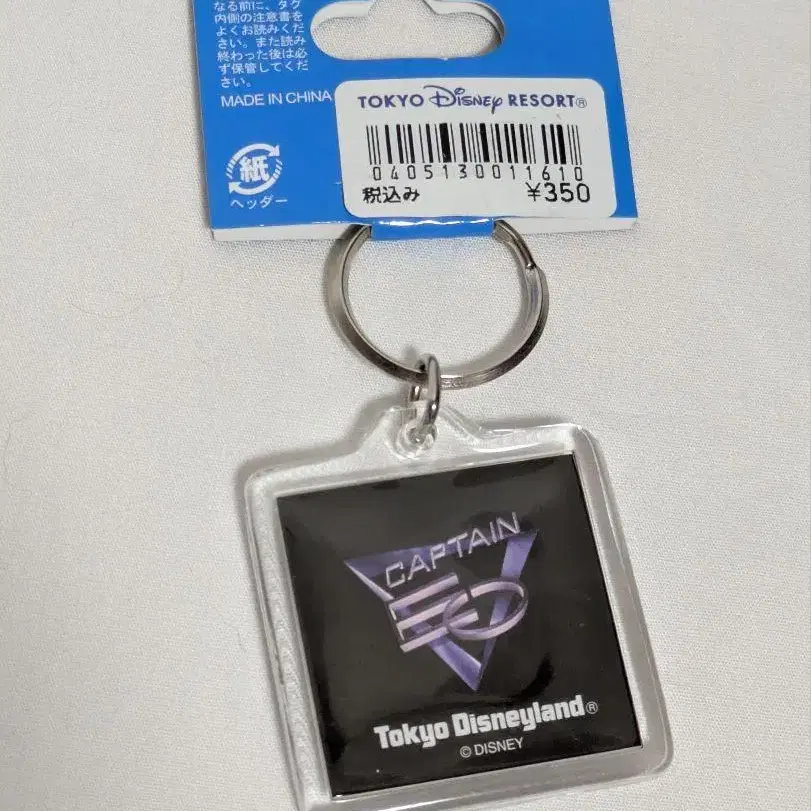 なる前に、タグ
内側の注意書を
よくお読みくだ
さい。また読み
終わった後は必
ず保管してくだ
さい。
MADE IN CHINA
紙
ヘッダー
TOKYO Disney RESORT®
0405130011610
税込み ¥350
CAPTAIN
EO
Tokyo Disneyland®
© DISNEY